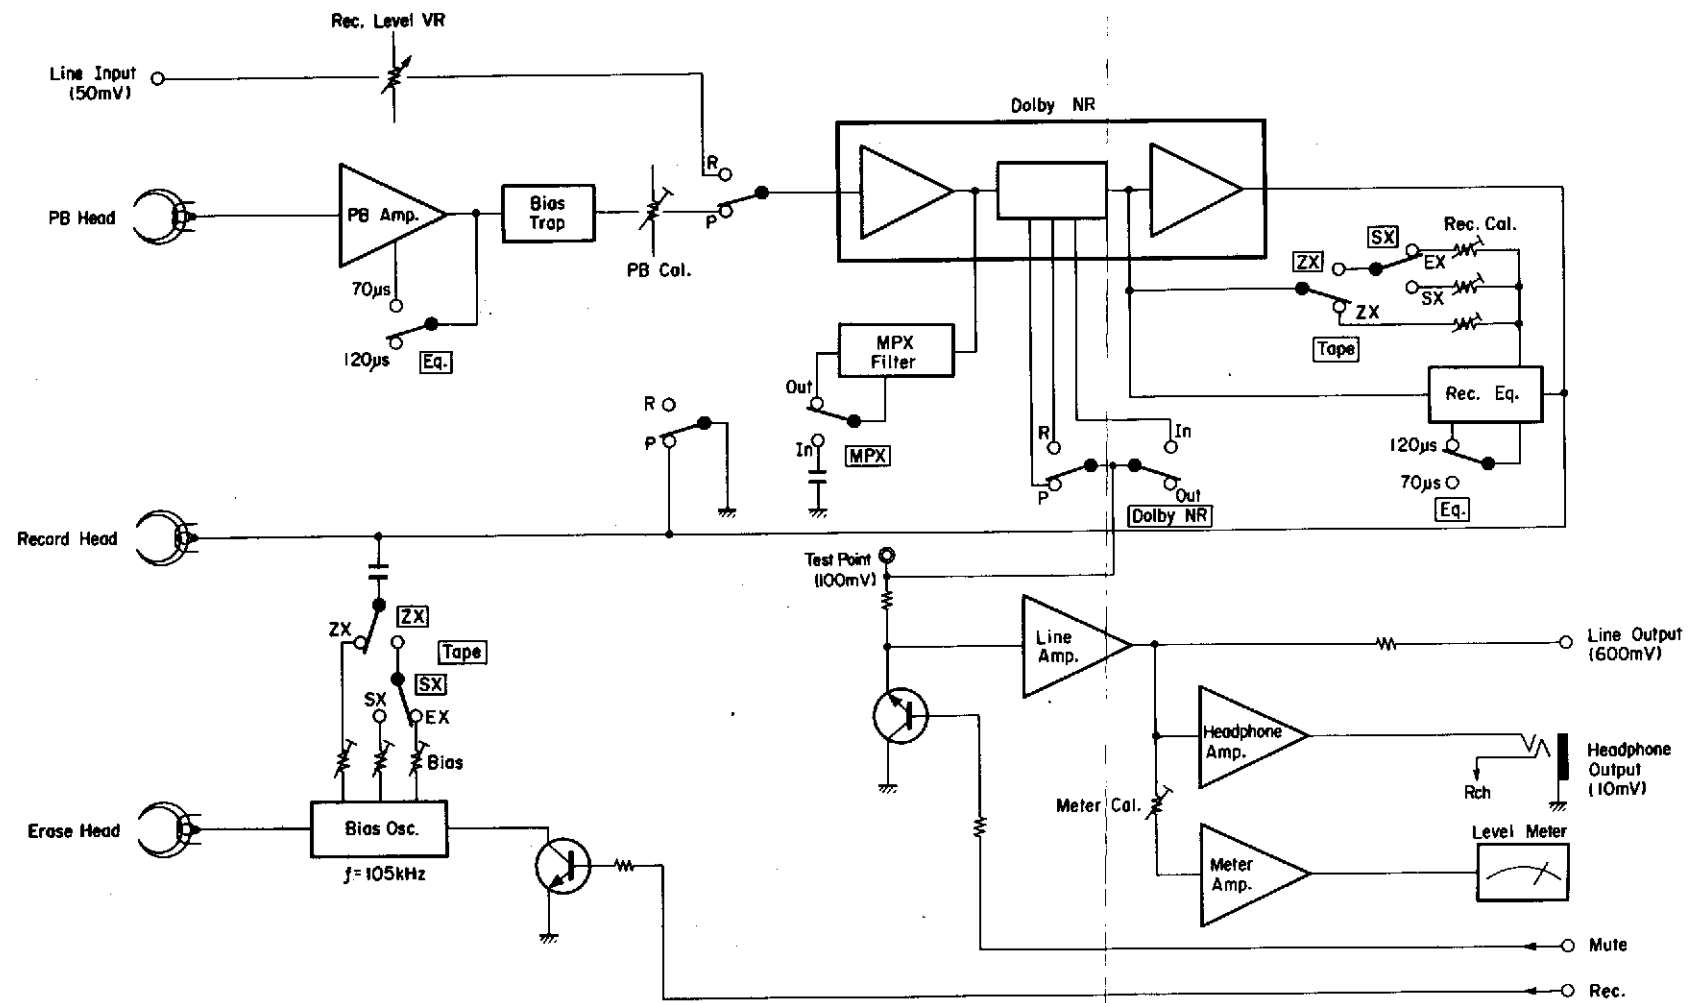 Rec. Level VR
Line Input
(50mV)
Dolby NR
R
P
PB Head
PB Amp.
Bias
Trap
PB Cal.
70µs
120µs
Eq.
Rec. Cal.
SX
EX
ZX
SX
ZX
Tape
MPX
Filter
Out
In
MPX
R
P
Rec. Eq.
120µs
70µs
Eq.
R
P
In
Out
Dolby NR
Record Head
Test Point
(100mV)
ZX
ZX
Tape
SX
SX
EX
Bias
Line
Amp.
Line Output
(600mV)
Headphone
Amp.
Headphone
Output
(10mV)
Rch
Meter Cal.
Level Meter
Meter
Amp.
Erase Head
Bias Osc.
f=105kHz
Mute
Rec.